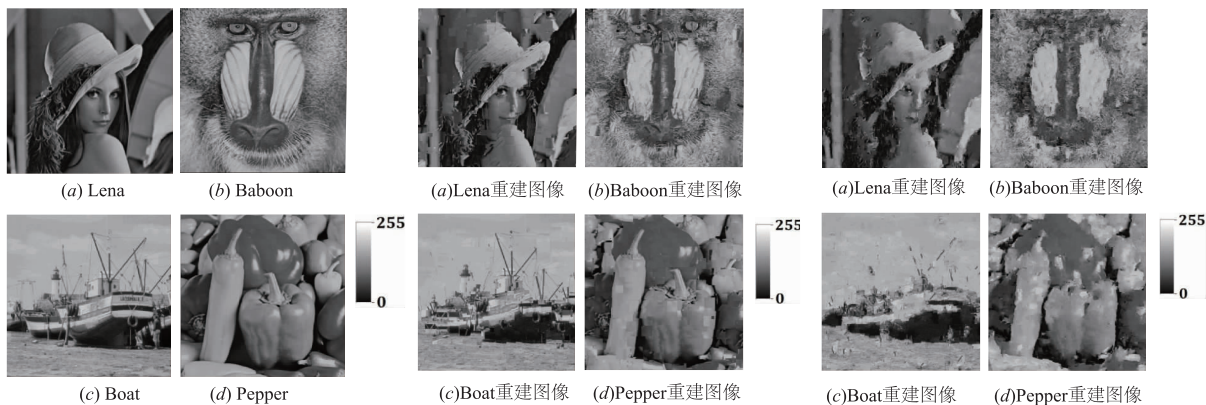 (a) Lena
(b) Baboon
(a)Lena重建图像
(b)Baboon重建图像
(a)Lena重建图像
(b)Baboon重建图像
255
0
255
0
255
0
(c) Boat
(d) Pepper
(c)Boat重建图像
(d)Pepper重建图像
(c)Boat重建图像
(d)Pepper重建图像